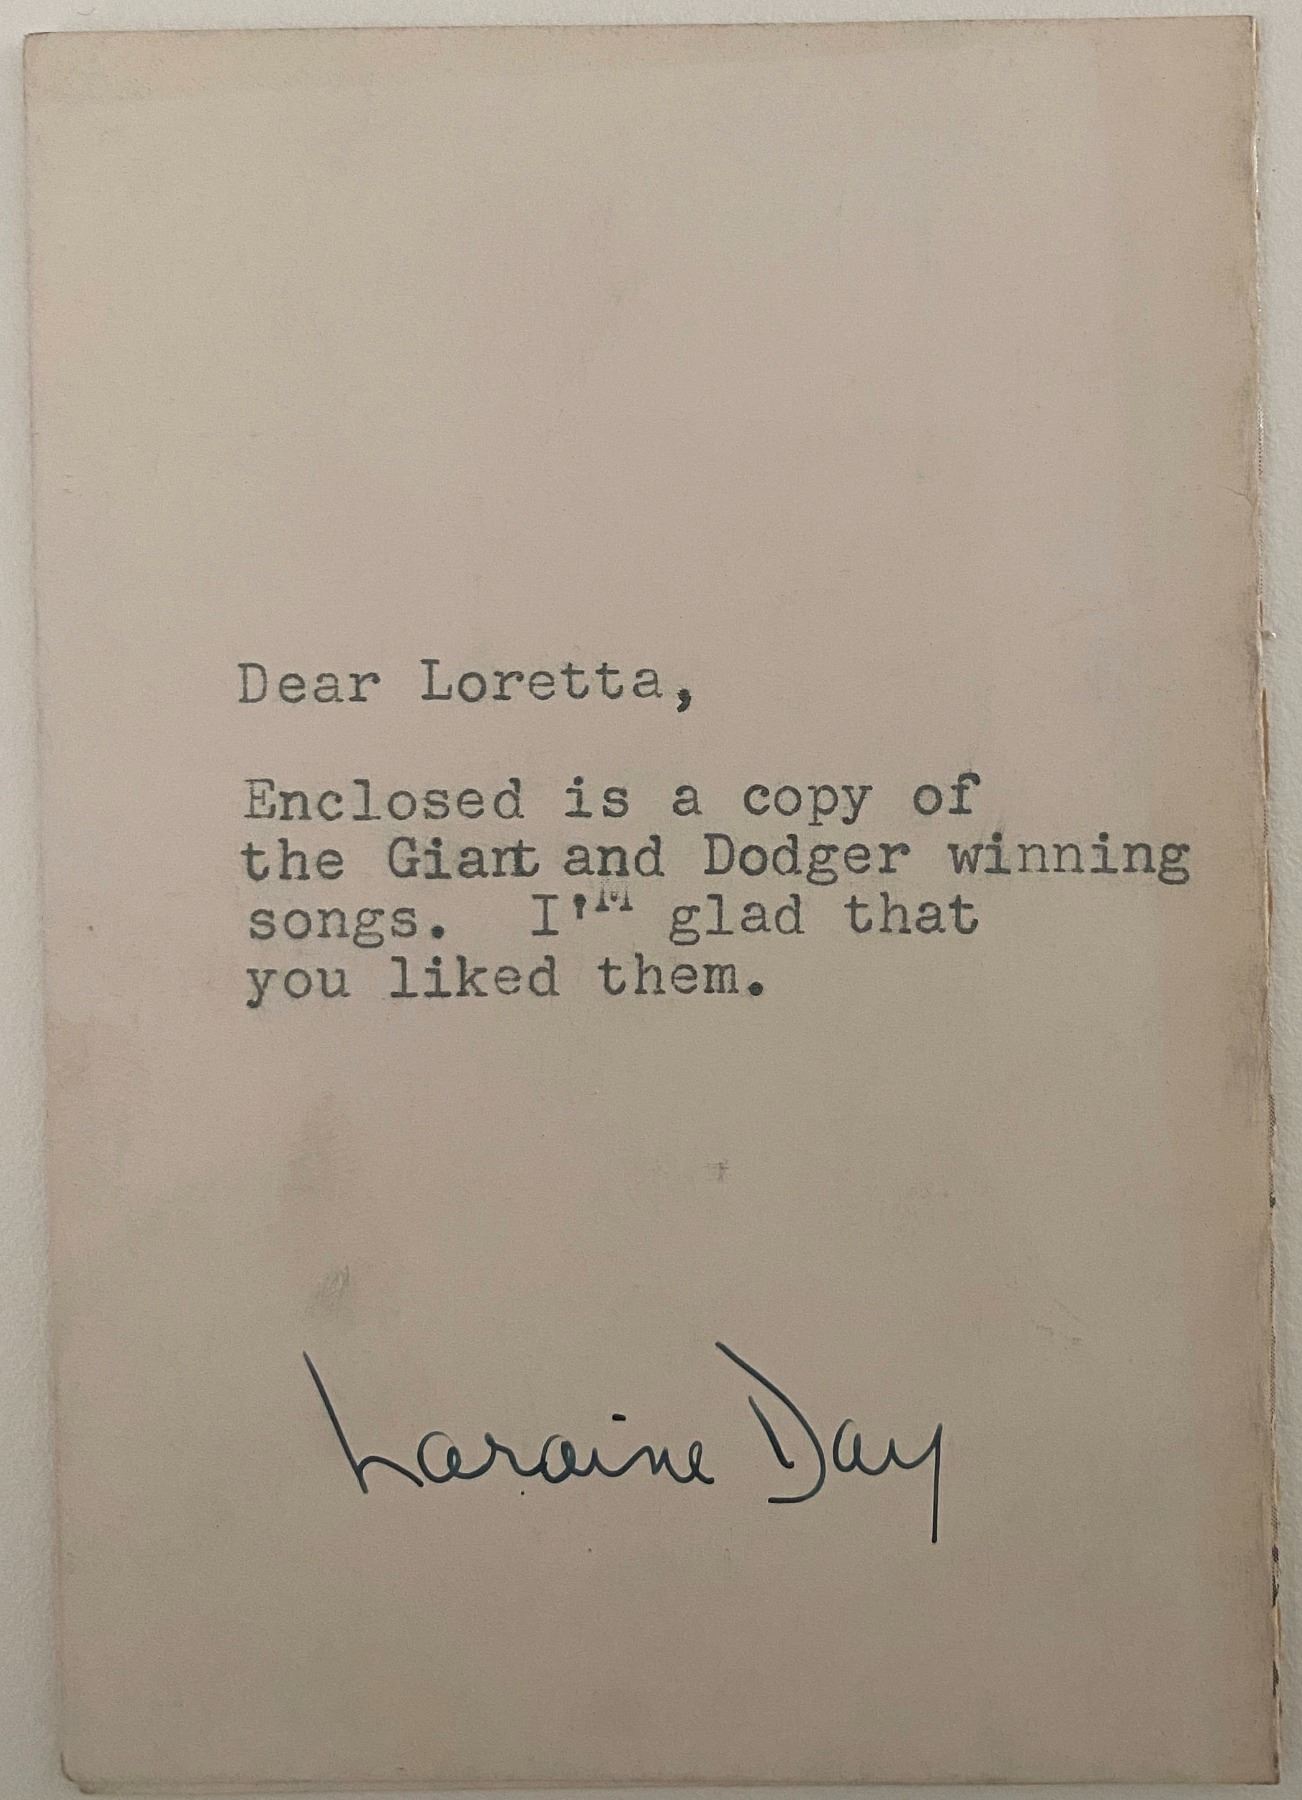 Dear Loretta,
Enclosed is a copy of
the Giant and Dodger winning
songs. I'M glad that
you liked them.
Laraine Day